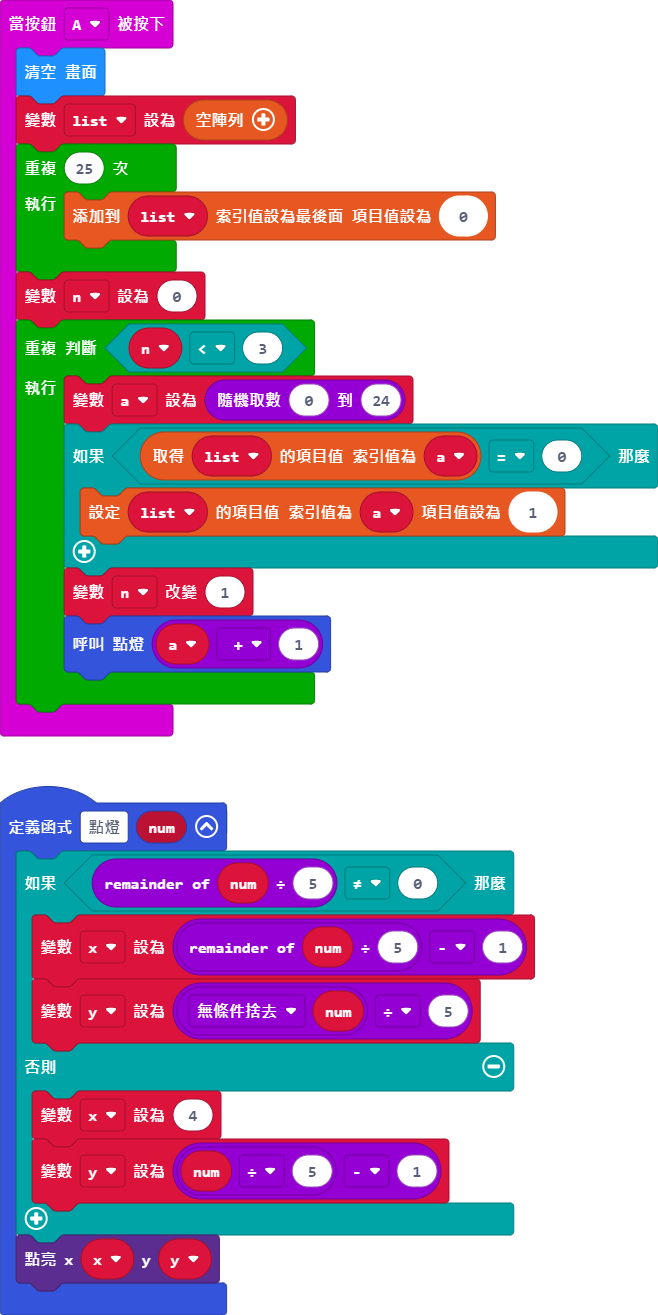 當按鈕 A 被按下
清空 畫面
變數 list 設為 空陣列
重複 25 次
執行 添加到 list 索引值設為最後面 項目值設為 0
變數 n 設為 0
重複 判斷 n < 3
執行 變數 a 設為 隨機取數 0 到 24
如果 取得 list 的項目值 索引值為 a = 0 那麼
設定 list 的項目值 索引值為 a 項目值設為 1
變數 n 改變 1
呼叫 點燈 a + 1
定義函式 點燈 num
如果 remainder of num ÷ 5 ≠ 0 那麼
變數 x 設為 remainder of num ÷ 5 - 1
變數 y 設為 無條件捨去 num ÷ 5
否則
變數 x 設為 4
變數 y 設為 num ÷ 5 - 1
點亮 x x y y